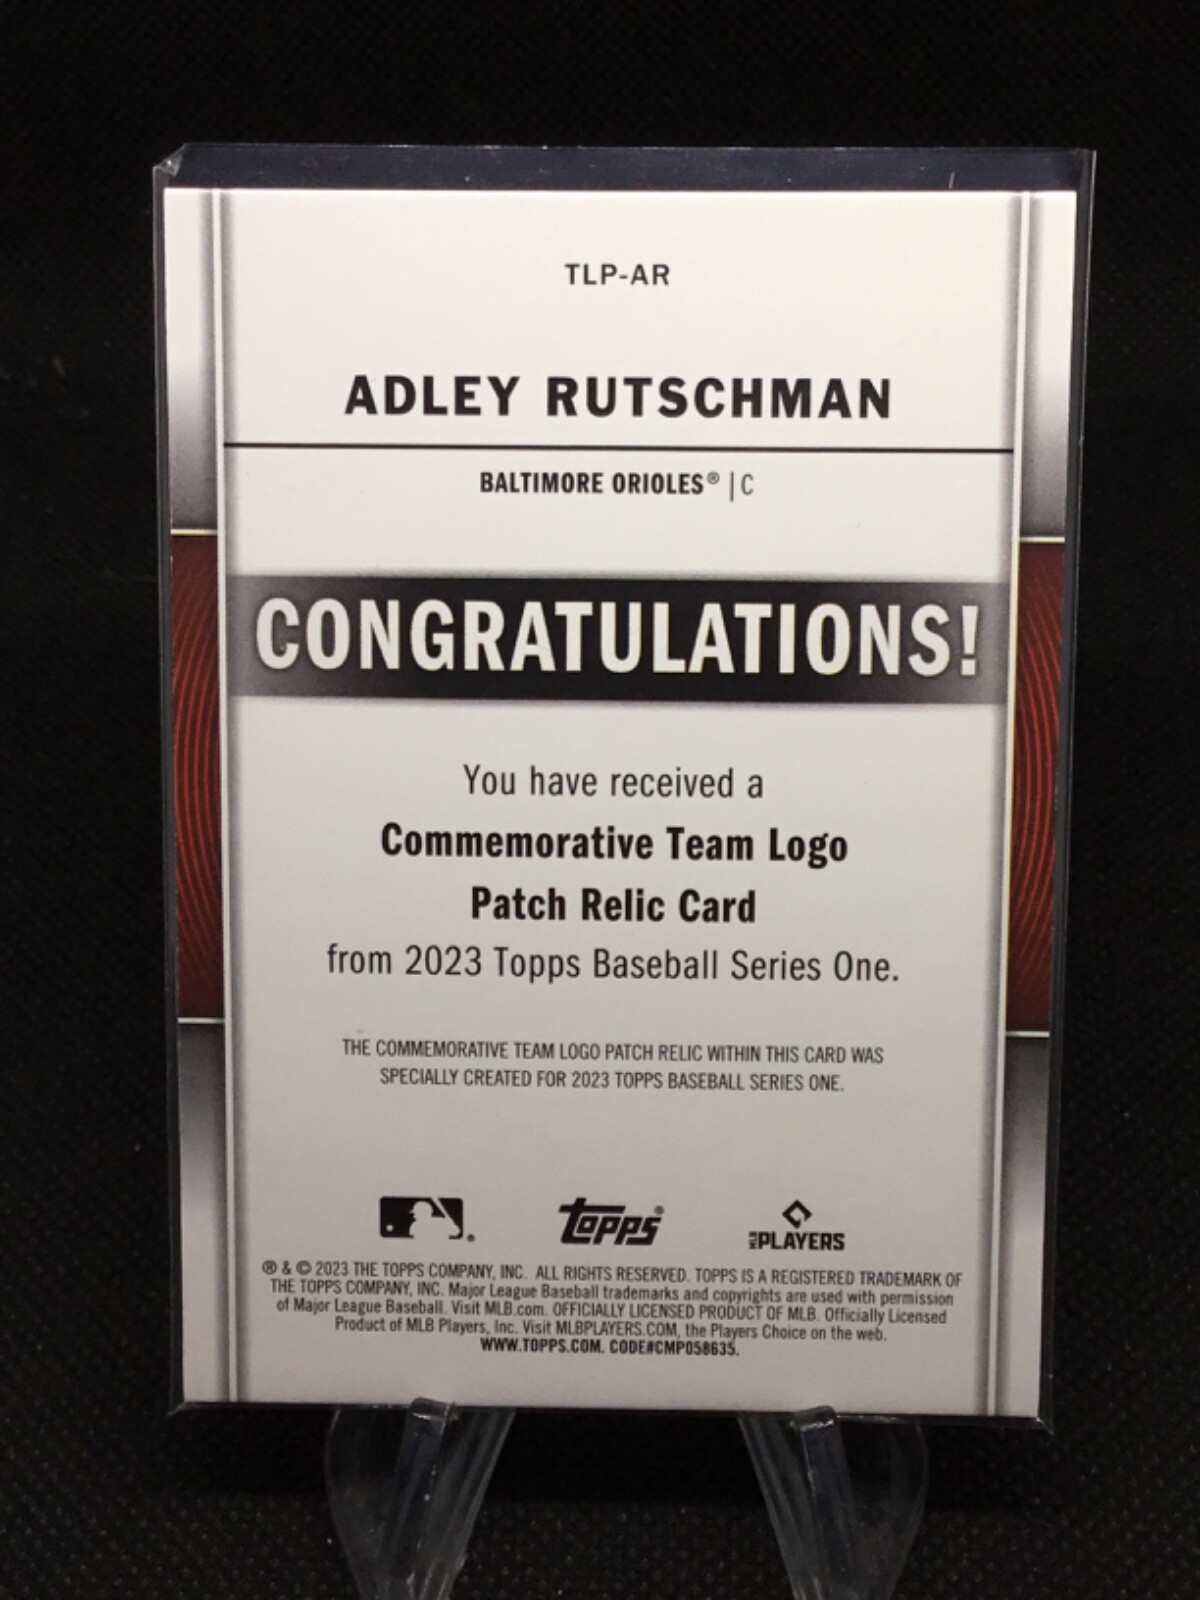 TLP-AR
ADLEY RUTSCHMAN
BALTIMORE ORIOLES® | C
CONGRATULATIONS!
You have received a
Commemorative Team Logo
Patch Relic Card
from 2023 Topps Baseball Series One.
THE COMMEMORATIVE TEAM LOGO PATCH RELIC WITHIN THIS CARD WAS
SPECIALLY CREATED FOR 2023 TOPPS BASEBALL SERIES ONE.
topps® MLB PLAYERS
® & © 2023 THE TOPPS COMPANY, INC. ALL RIGHTS RESERVED. TOPPS IS A REGISTERED TRADEMARK OF
THE TOPPS COMPANY, INC. Major League Baseball trademarks and copyrights are used with permission
of Major League Baseball. Visit MLB.com. OFFICIALLY LICENSED PRODUCT OF MLB. Officially Licensed
Product of MLB Players, Inc. Visit MLBPLAYERS.COM, the Players Choice on the web.
WWW.TOPPS.COM. CODE#CMP058635.